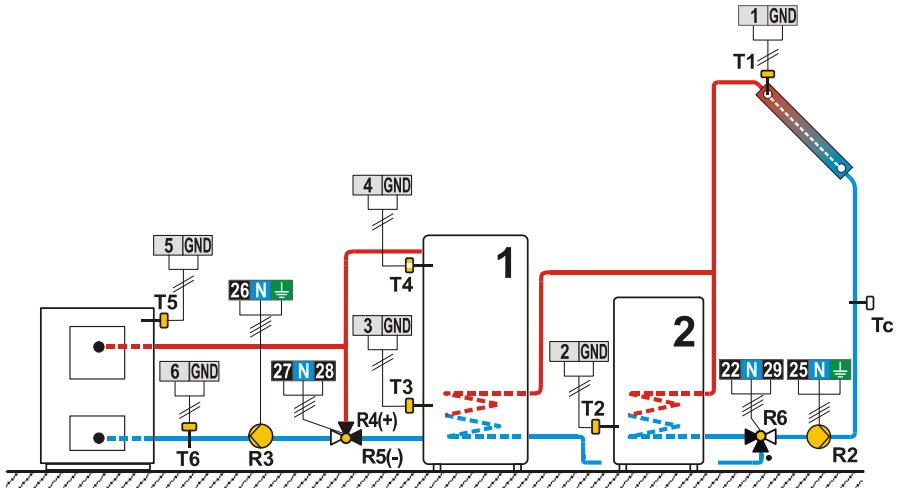 1 GND
T1
4 GND
T4
1
5 GND
T5
26 N
3 GND
T3
2 GND
T2
2
Tc
6 GND
T6
27 N 28
R4(+)
R5(-)
R3
22 N 29
25 N
R6
R2